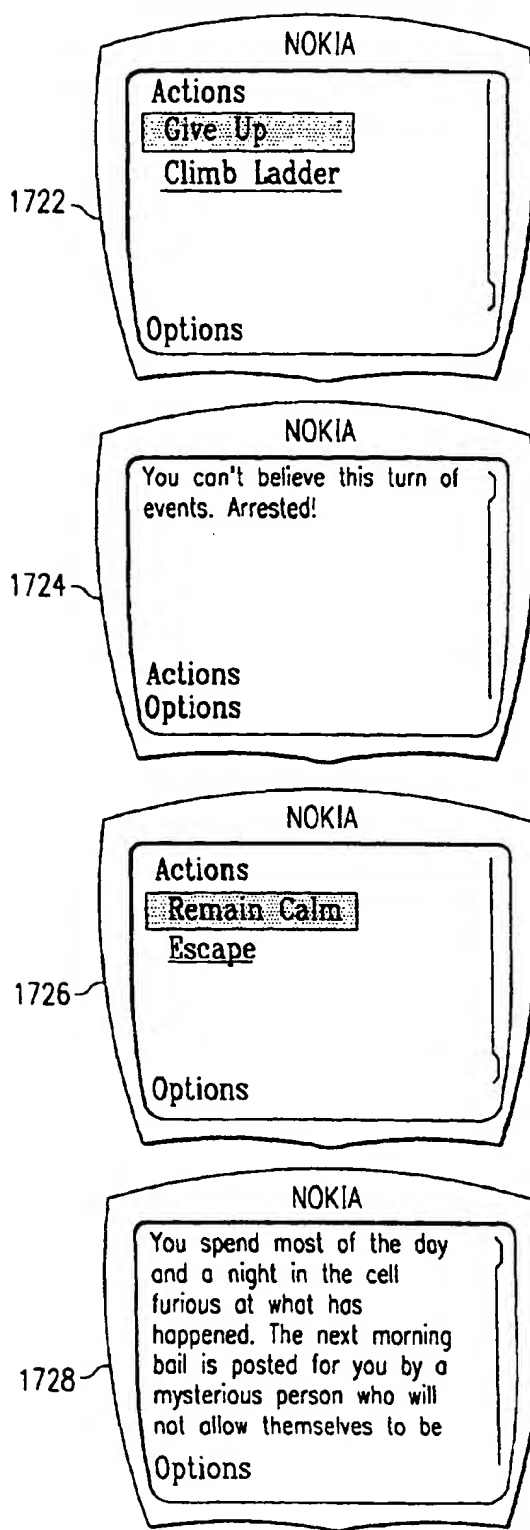 NOKIA
Actions
Give Up
Climb Ladder
1722
Options
NOKIA
You can't believe this turn of
events. Arrested!
1724
Actions
Options
NOKIA
Actions
Remain Calm
Escape
1726
Options
NOKIA
You spend most of the day
and a night in the cell
furious at what has
happened. The next morning
bail is posted for you by a
1728
mysterious person who will
not allow themselves to be
Options